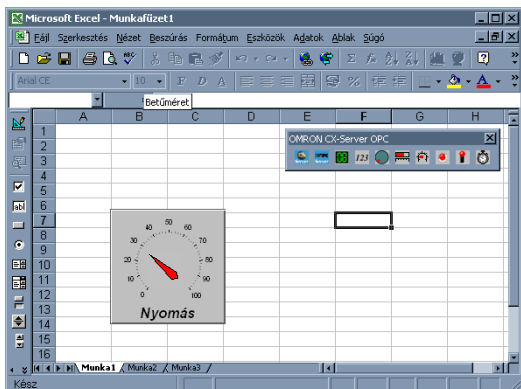 Microsoft Excel - Munkafüzet1
Fájl Szerkesztés Nézet Beszúrás Formátum Eszközök Adatok Ablak Súgó
Arial CE 10 F D A
Betűméret
A B C D E F G H
1
2
3
4
5
6
7
8
9
10
11
12
13
14
15
16
OMRON CX-Server OPC
123
0 10 20 30 40 50 60 70 80 90 100
Nyomás
Munka1 Munka2 Munka3
Kész